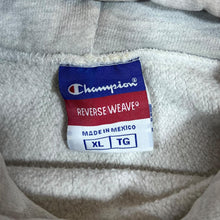 Champion®
REVERSE WEAVE®
MADE IN MEXICO
XL TG